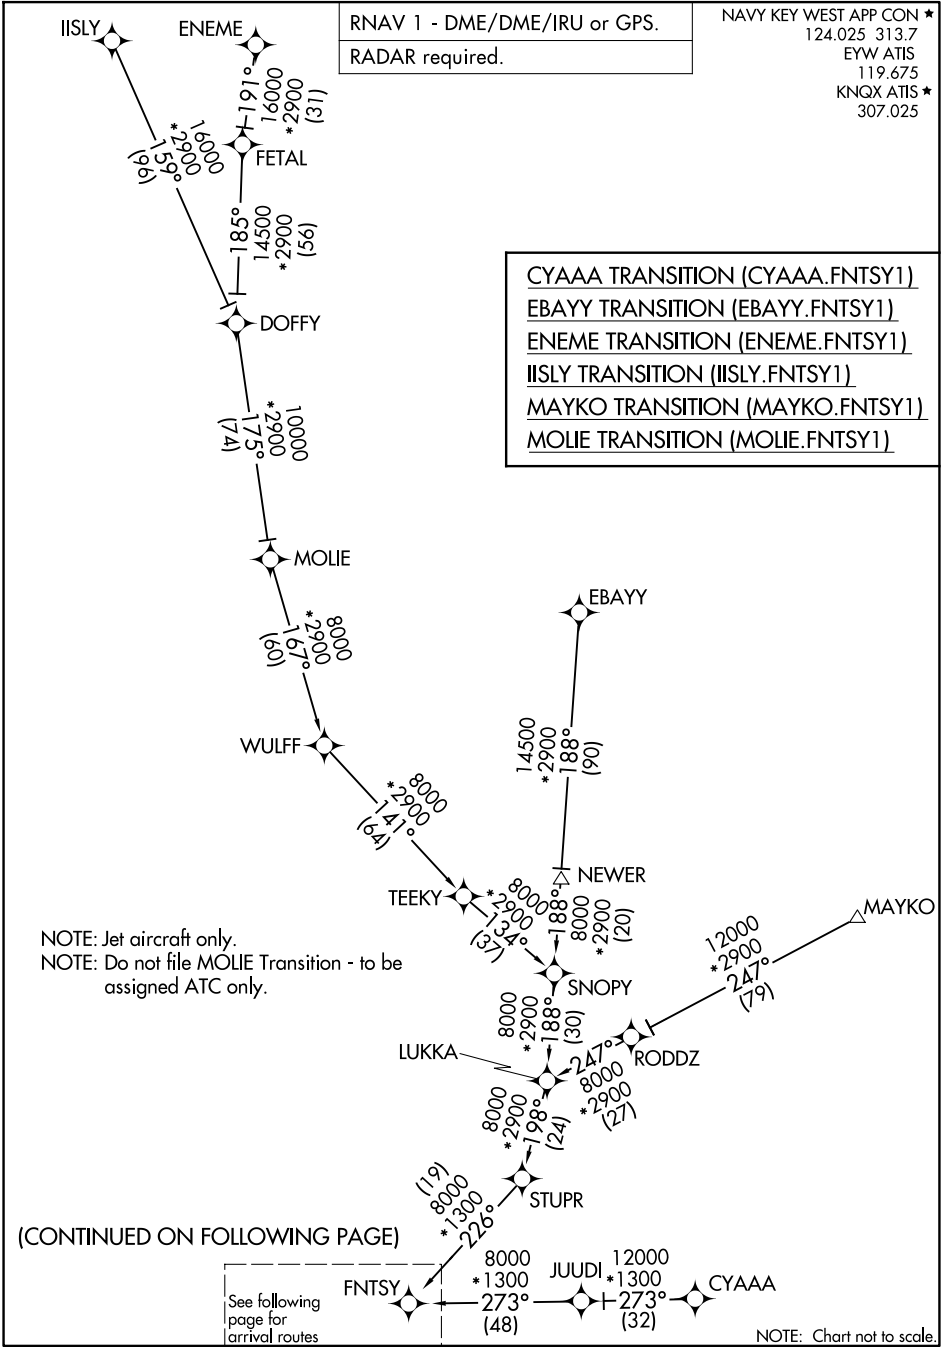 RNAV 1 - DME/DME/IRU or GPS.
RADAR required.
NAVY KEY WEST APP CON ★
124.025 313.7
EYW ATIS
119.675
KNQX ATIS ★
307.025
IISLY
ENEME
191°
16000
*2900
(31)
FETAL
16000
*2900
159°
(96)
185°
14500
*2900
(56)
DOFFY
CYAAA TRANSITION (CYAAA.FNTSY1)
EBAYY TRANSITION (EBAYY.FNTSY1)
ENEME TRANSITION (ENEME.FNTSY1)
IISLY TRANSITION (IISLY.FNTSY1)
MAYKO TRANSITION (MAYKO.FNTSY1)
MOLIE TRANSITION (MOLIE.FNTSY1)
10000
*2900
175°
(74)
MOLIE
8000
*2900
167°
(60)
EBAYY
WULFF
14500
*2900
188°
(90)
8000
*2900
141°
(64)
TEEKY
NEWER
MAYKO
8000
*2900
134°
(37)
188°
8000
*2900
(20)
12000
*2900
247°
(79)
NOTE: Jet aircraft only.
NOTE: Do not file MOLIE Transition - to be
assigned ATC only.
SNOPY
8000
*2900
188°
(30)
LUKKA
RODDZ
247°
8000
*2900
(27)
8000
*2900
198°
(24)
STUPR
(19)
8000
*1300
226°
(CONTINUED ON FOLLOWING PAGE)
FNTSY
See following
page for
arrival routes
8000
*1300
273°
(48)
JUUDI
12000
*1300
273°
(32)
CYAAA
NOTE: Chart not to scale.